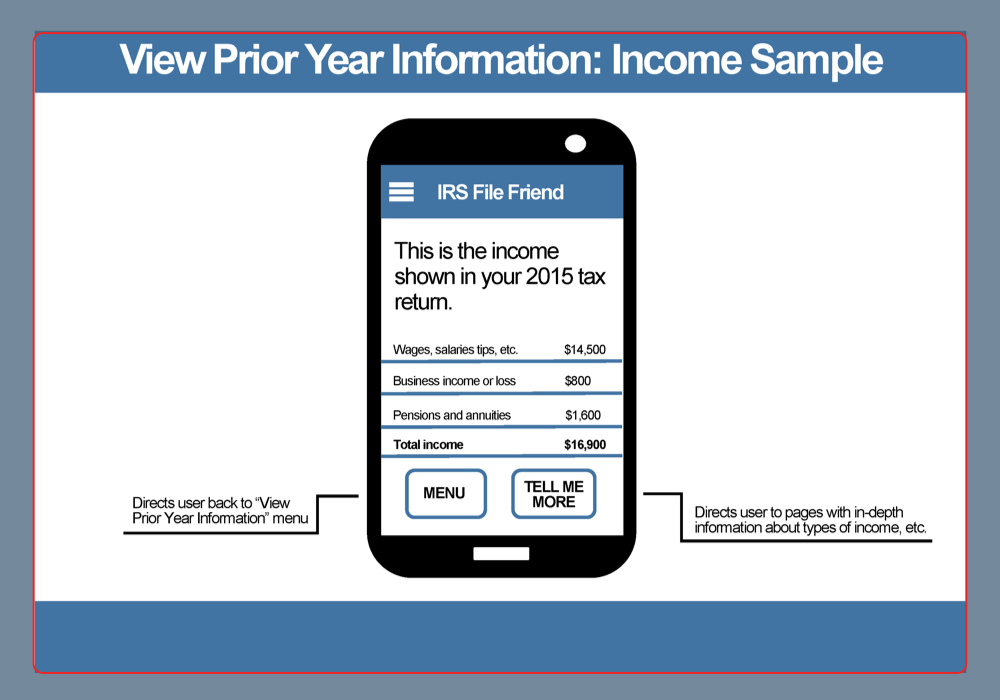 View Prior Year Information: Income Sample
IRS File Friend
This is the income
shown in your 2015 tax
return.
Wages, salaries tips, etc. $14,500
Business income or loss $800
Pensions and annuities $1,600
Total income $16,900
MENU
TELL ME
MORE
Directs user back to “View
Prior Year Information” menu
Directs user to pages with in-depth
information about types of income, etc.